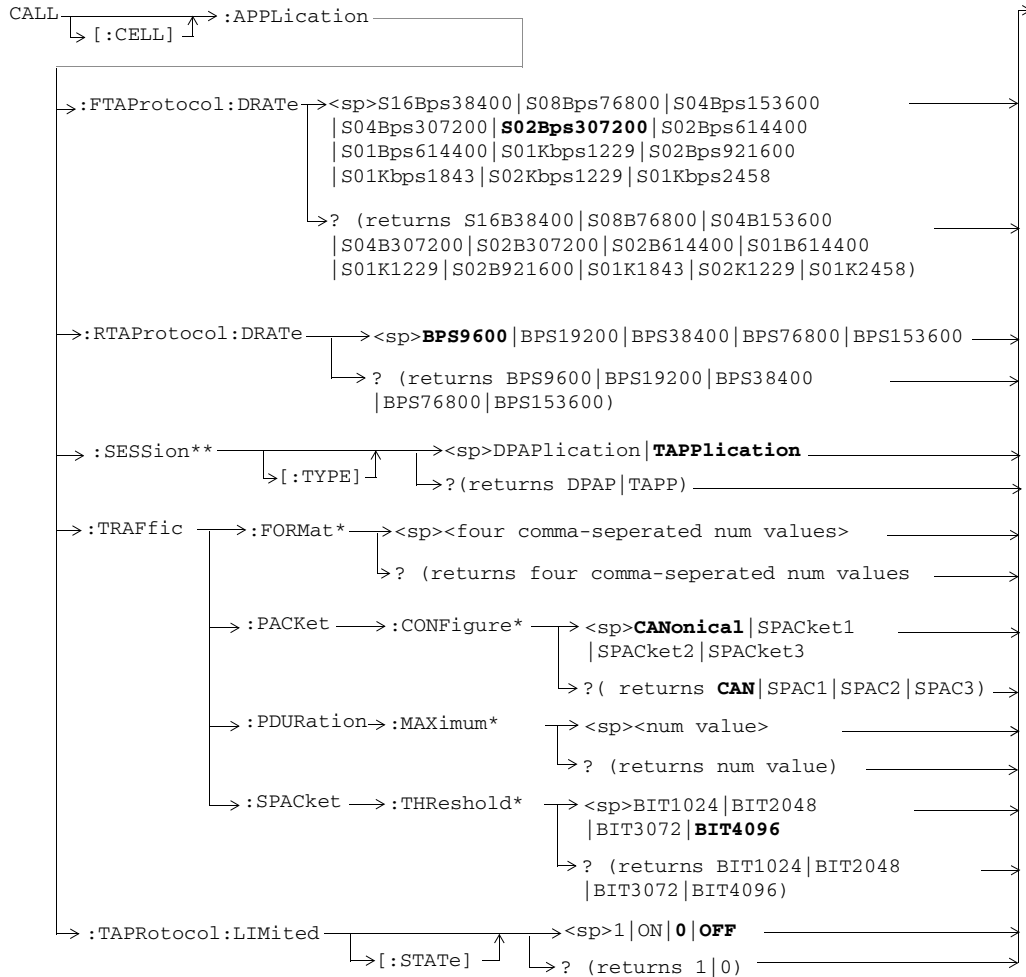 CALL [:CELL] :APPLication
:FTAProtocol:DRATe <sp>S16Bps38400|S08Bps76800|S04Bps153600
|S04Bps307200|S02Bps307200|S02Bps614400
|S01Bps614400|S01Kbps1229|S02Bps921600
|S01Kbps1843|S02Kbps1229|S01Kbps2458
? (returns S16B38400|S08B76800|S04B153600
|S04B307200|S02B307200|S02B614400|S01B614400
|S01K1229|S02B921600|S01K1843|S02K1229|S01K2458)
:RTAProtocol:DRATe <sp>BPS9600|BPS19200|BPS38400|BPS76800|BPS153600
? (returns BPS9600|BPS19200|BPS38400
|BPS76800|BPS153600)
:SESSion** [:TYPE] <sp>DPAPlication|TAPPlication
?(returns DPAP|TAPP)
:TRAFfic :FORMat* <sp><four comma-seperated num values>
? (returns four comma-seperated num values
:PACKet :CONFigure* <sp>CANonical|SPACket1
|SPACket2|SPACket3
?( returns CAN|SPAC1|SPAC2|SPAC3)
:PDURation :MAXimum* <sp><num value>
? (returns num value)
:SPACket :THReshold* <sp>BIT1024|BIT2048
|BIT3072|BIT4096
? (returns BIT1024|BIT2048
|BIT3072|BIT4096)
:TAPRotocol:LIMited [:STATe] <sp>1|ON|0|OFF
? (returns 1|0)